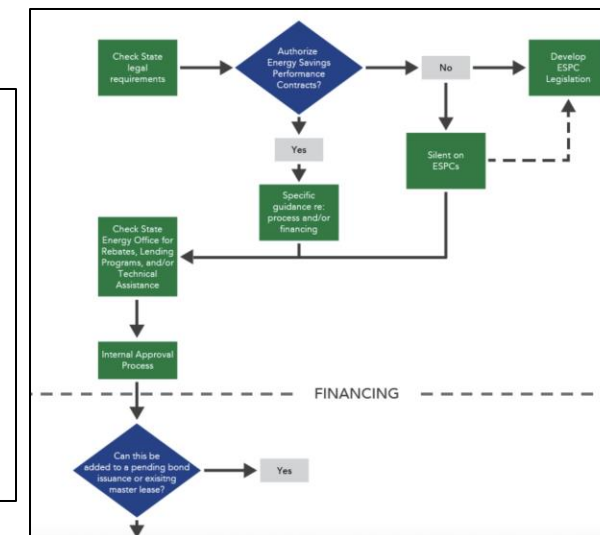 Check State
legal
requirements
Authorize
Energy Savings
Performance
Contracts?
No
Develop
ESPC
Legislation
Yes
Silent on
ESPCs
Specific
guidance re:
process and/or
financing
Check State
Energy Office for
Rebates, Lending
Programs, and/or
Technical
Assistance
Internal Approval
Process
FINANCING
Can this be
added to a pending bond
issuance or exisitng
master lease?
Yes